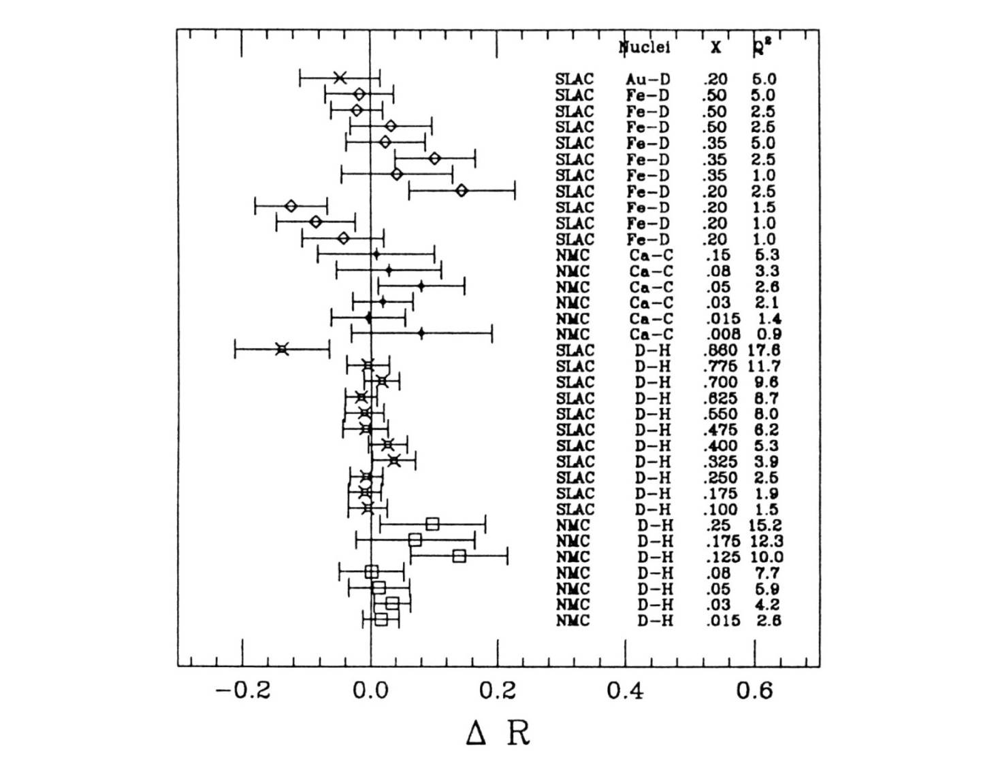 Nuclei X Q²
SLAC Au-D .20 5.0
SLAC Fe-D .50 5.0
SLAC Fe-D .50 2.5
SLAC Fe-D .50 2.5
SLAC Fe-D .35 5.0
SLAC Fe-D .35 2.5
SLAC Fe-D .35 1.0
SLAC Fe-D .20 2.5
SLAC Fe-D .20 1.5
SLAC Fe-D .20 1.0
SLAC Fe-D .20 1.0
NMC Ca-C .15 5.3
NMC Ca-C .08 3.3
NMC Ca-C .05 2.6
NMC Ca-C .03 2.1
NMC Ca-C .015 1.4
NMC Ca-C .008 0.9
SLAC D-H .860 17.6
SLAC D-H .775 11.7
SLAC D-H .700 9.6
SLAC D-H .625 8.7
SLAC D-H .550 8.0
SLAC D-H .475 6.2
SLAC D-H .400 5.3
SLAC D-H .325 3.9
SLAC D-H .250 2.5
SLAC D-H .175 1.9
SLAC D-H .100 1.5
NMC D-H .25 15.2
NMC D-H .175 12.3
NMC D-H .125 10.0
NMC D-H .08 7.7
NMC D-H .05 5.9
NMC D-H .03 4.2
NMC D-H .015 2.6
-0.2 0.0 0.2 0.4 0.6
Δ R